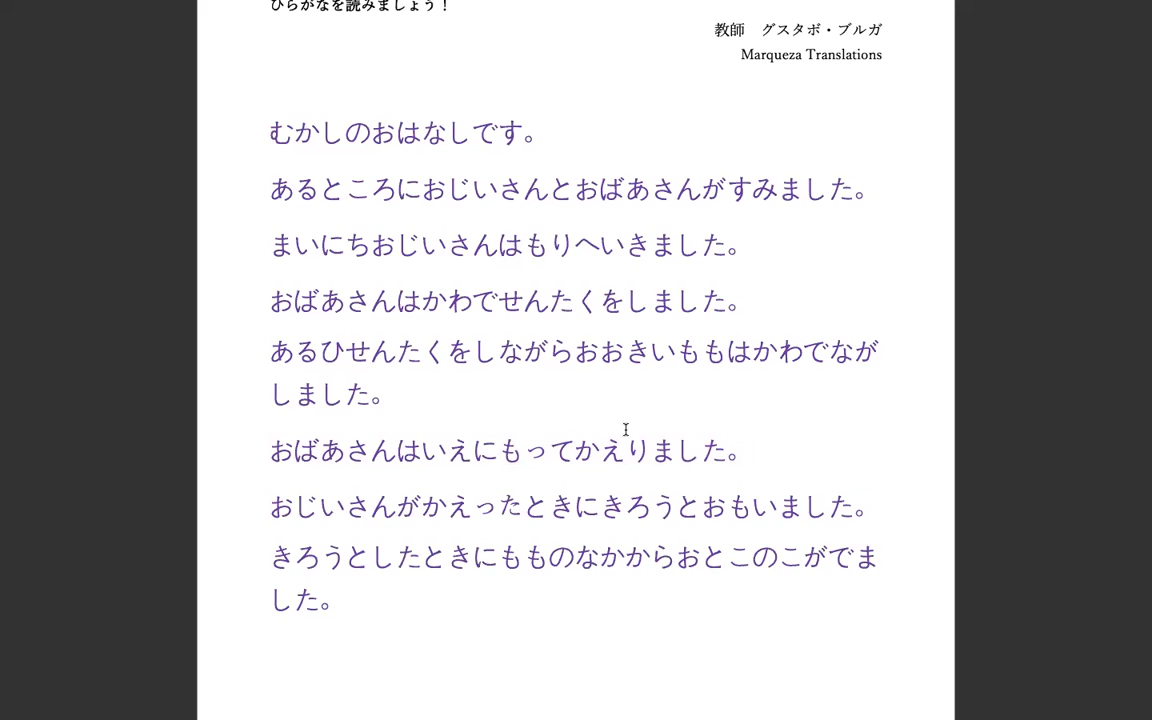 ひらがなを読みましょう！
教師　グスタボ・ブルガ
Marqueza Translations
むかしのおはなしです。
あるところにおじいさんとおばあさんがすみました。
まいにちおじいさんはもりへいきました。
おばあさんはかわでせんたくをしました。
あるひせんたくをしながらおおきいももはかわでなが
しました。
おばあさんはいえにもってかえりました。
おじいさんがかえったときにきろうとおもいました。
きろうとしたときにもものなかからおとこのこがでま
した。